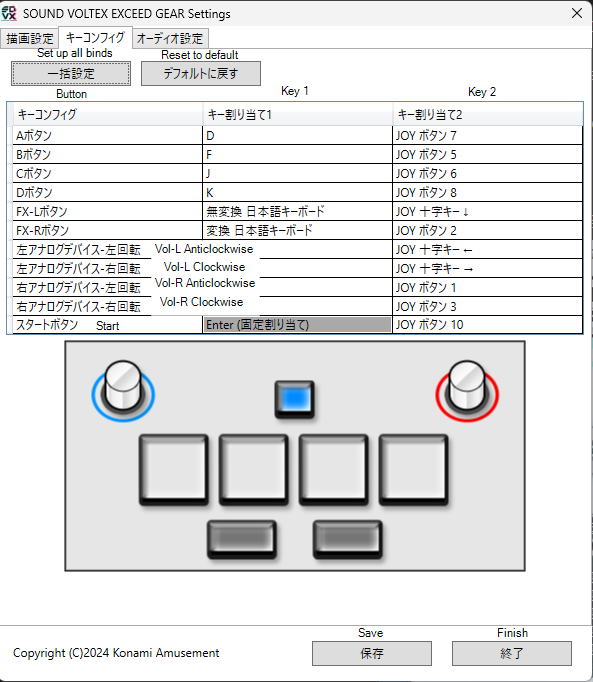 SOUND VOLTEX EXCEED GEAR Settings
描画設定 キーコンフィグ オーディオ設定
Set up all binds Reset to default
一括設定 デフォルトに戻す
Button Key 1 Key 2
キーコンフィグ キー割り当て1 キー割り当て2
Aボタン D JOY ボタン 7
Bボタン F JOY ボタン 5
Cボタン J JOY ボタン 6
Dボタン K JOY ボタン 8
FX-Lボタン 無変換 日本語キーボード JOY 十字キー ↓
FX-Rボタン 変換 日本語キーボード JOY ボタン 2
左アナログデバイス-左回転 Vol-L Anticlockwise JOY 十字キー ←
左アナログデバイス-右回転 Vol-L Clockwise JOY 十字キー →
右アナログデバイス-左回転 Vol-R Anticlockwise JOY ボタン 1
右アナログデバイス-右回転 Vol-R Clockwise JOY ボタン 3
スタートボタン Start Enter (固定割り当て) JOY ボタン 10
Save Finish
Copyright (C)2024 Konami Amusement 保存 終了